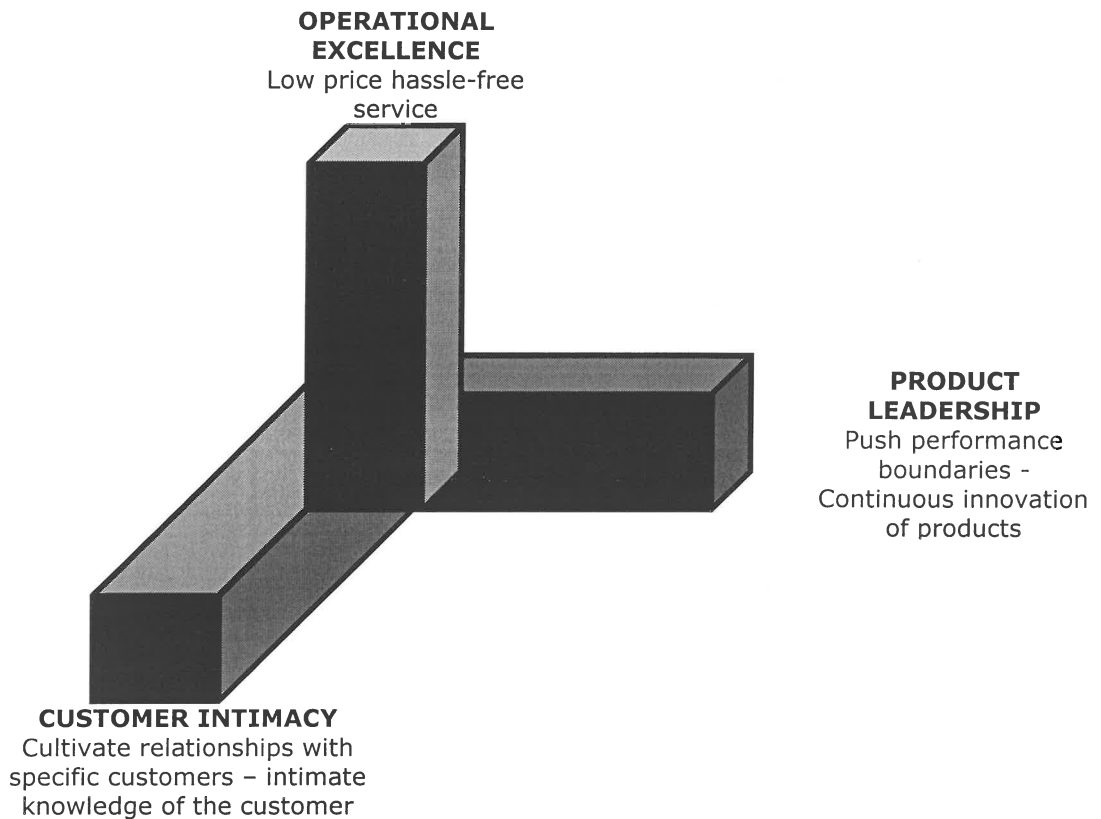 OPERATIONAL
EXCELLENCE
Low price hassle-free
service
PRODUCT
LEADERSHIP
Push performance
boundaries -
Continuous innovation
of products
CUSTOMER INTIMACY
Cultivate relationships with
specific customers – intimate
knowledge of the customer